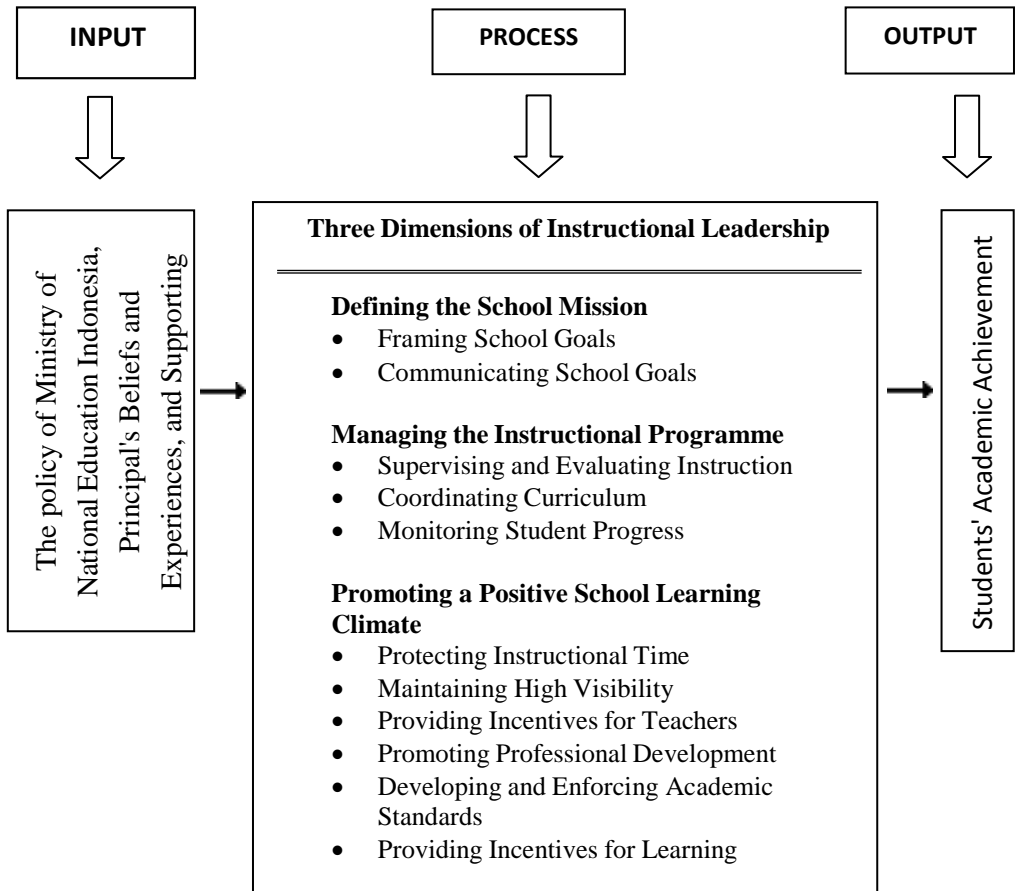 INPUT
PROCESS
OUTPUT
The policy of Ministry of
National Education Indonesia,
Principal's Beliefs and
Experiences, and Supporting
Three Dimensions of Instructional Leadership
Defining the School Mission
• Framing School Goals
• Communicating School Goals
Managing the Instructional Programme
• Supervising and Evaluating Instruction
• Coordinating Curriculum
• Monitoring Student Progress
Promoting a Positive School Learning
Climate
• Protecting Instructional Time
• Maintaining High Visibility
• Providing Incentives for Teachers
• Promoting Professional Development
• Developing and Enforcing Academic
Standards
• Providing Incentives for Learning
Students' Academic Achievement